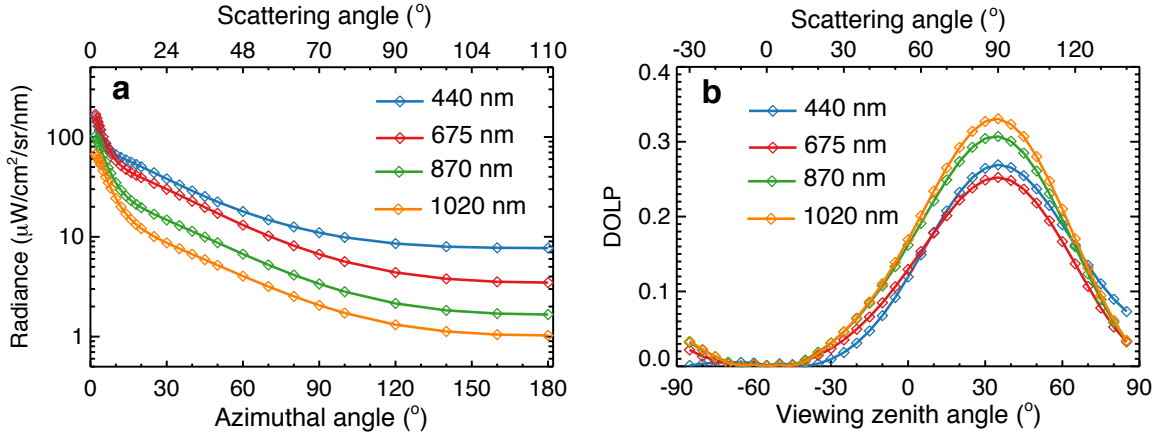 Scattering angle (°)
0 24 48 70 90 104 110
a
440 nm
675 nm
870 nm
1020 nm
100
10
1
Radiance (μW/cm²/sr/nm)
0 30 60 90 120 150 180
Azimuthal angle (°)
Scattering angle (°)
-30 0 30 60 90 120
b
440 nm
675 nm
870 nm
1020 nm
0.4
0.3
0.2
0.1
0.0
DOLP
-90 -60 -30 0 30 60 90
Viewing zenith angle (°)